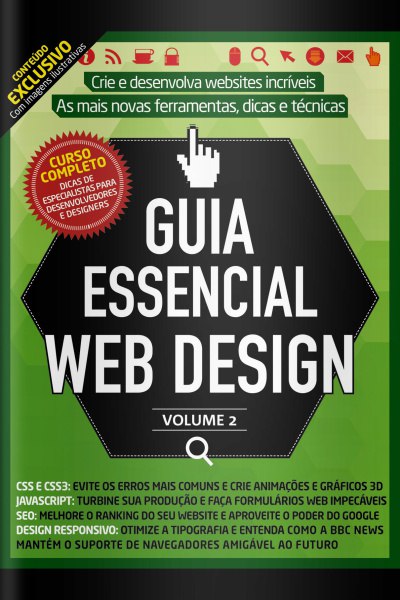 CONTEÚDO
EXCLUSIVO
Com imagens ilustrativas
Crie e desenvolva websites incríveis
As mais novas ferramentas, dicas e técnicas
CURSO
COMPLETO
DICAS DE
ESPECIALISTAS PARA
DESENVOLVEDORES
E DESIGNERS
GUIA
ESSENCIAL
WEB DESIGN
VOLUME 2
CSS E CSS3: EVITE OS ERROS MAIS COMUNS E CRIE ANIMAÇÕES E GRÁFICOS 3D
JAVASCRIPT: TURBINE SUA PRODUÇÃO E FAÇA FORMULÁRIOS WEB IMPECÁVEIS
SEO: MELHORE O RANKING DO SEU WEBSITE E APROVEITE O PODER DO GOOGLE
DESIGN RESPONSIVO: OTIMIZE A TIPOGRAFIA E ENTENDA COMO A BBC NEWS
MANTÉM O SUPORTE DE NAVEGADORES AMIGÁVEL AO FUTURO